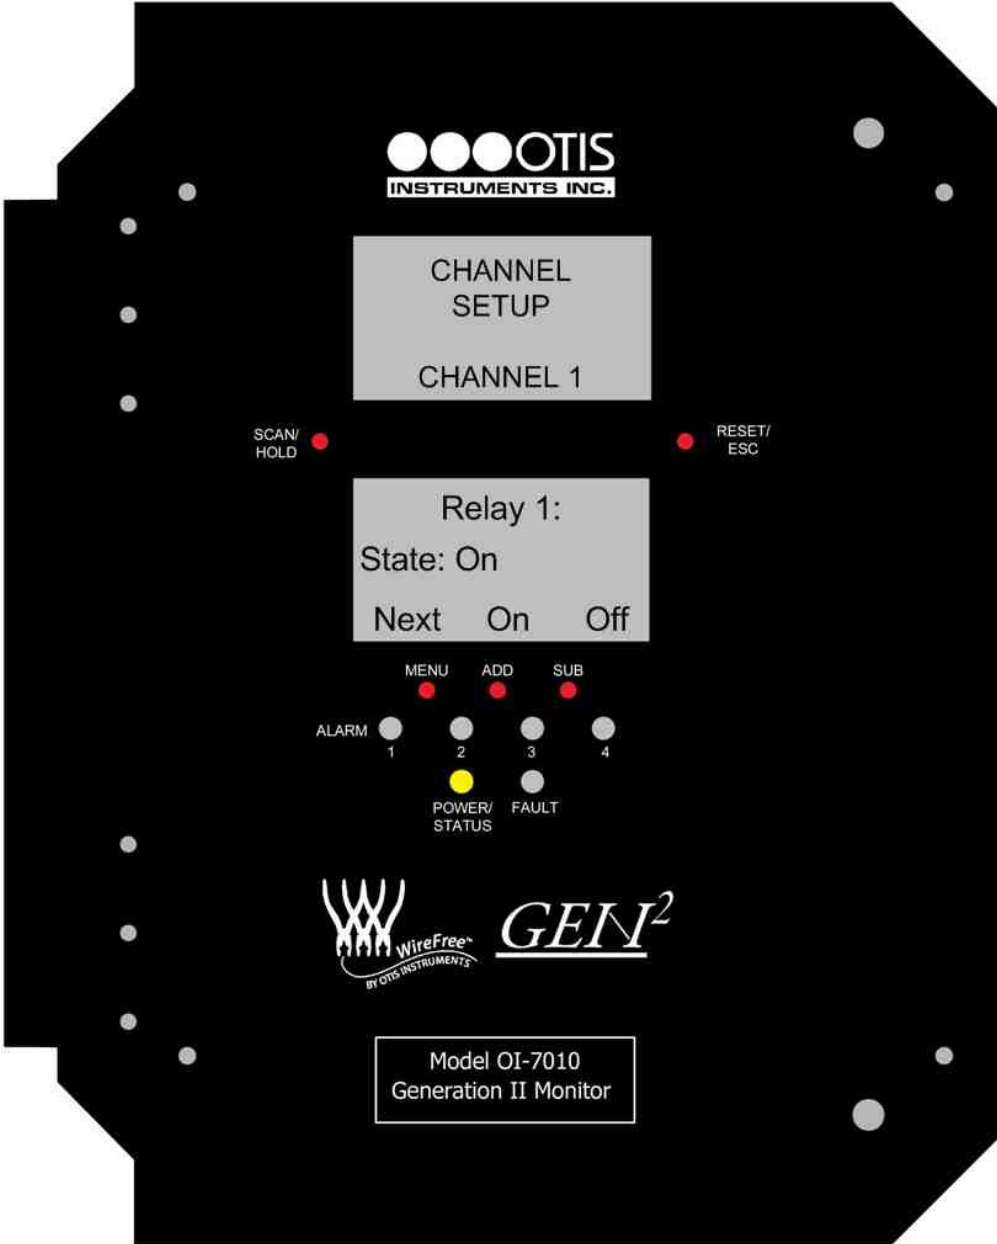 OTIS
INSTRUMENTS INC.
CHANNEL
SETUP
CHANNEL 1
SCAN/
HOLD
RESET/
ESC
Relay 1:
State: On
Next On Off
MENU ADD SUB
ALARM
1 2 3 4
POWER/
STATUS
FAULT
WireFree™
BY OTIS INSTRUMENTS
GEN²
Model OI-7010
Generation II Monitor